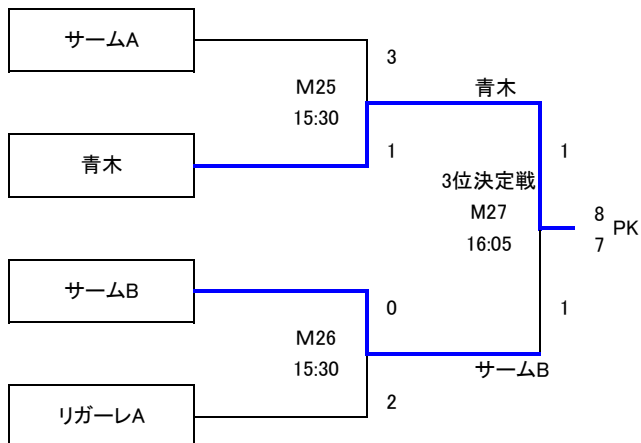 サームA
3
M25
青木
15:30
1
青木
1
3位決定戦
M27
8
PK
7
16:05
サームB
0
1
M26
15:30
サームB
2
リガーレA